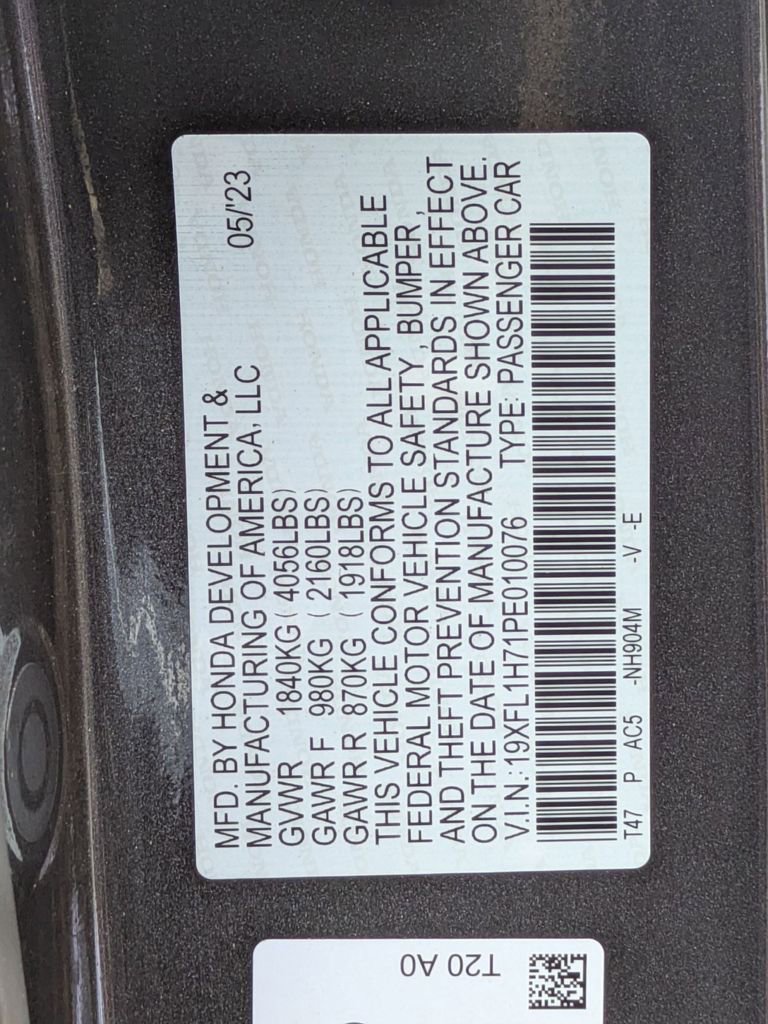 MFD. BY HONDA DEVELOPMENT &
MANUFACTURING OF AMERICA, LLC 05/'23
GVWR 1840KG ( 4056LBS)
GAWR F 980KG ( 2160LBS)
GAWR R 870KG ( 1918LBS)
THIS VEHICLE CONFORMS TO ALL APPLICABLE
FEDERAL MOTOR VEHICLE SAFETY , BUMPER ,
AND THEFT PREVENTION STANDARDS IN EFFECT
ON THE DATE OF MANUFACTURE SHOWN ABOVE.
V.I.N.: 19XFL1H71PE010076 TYPE: PASSENGER CAR
T47 P AC5 -NH904M -V -E
T20 A0